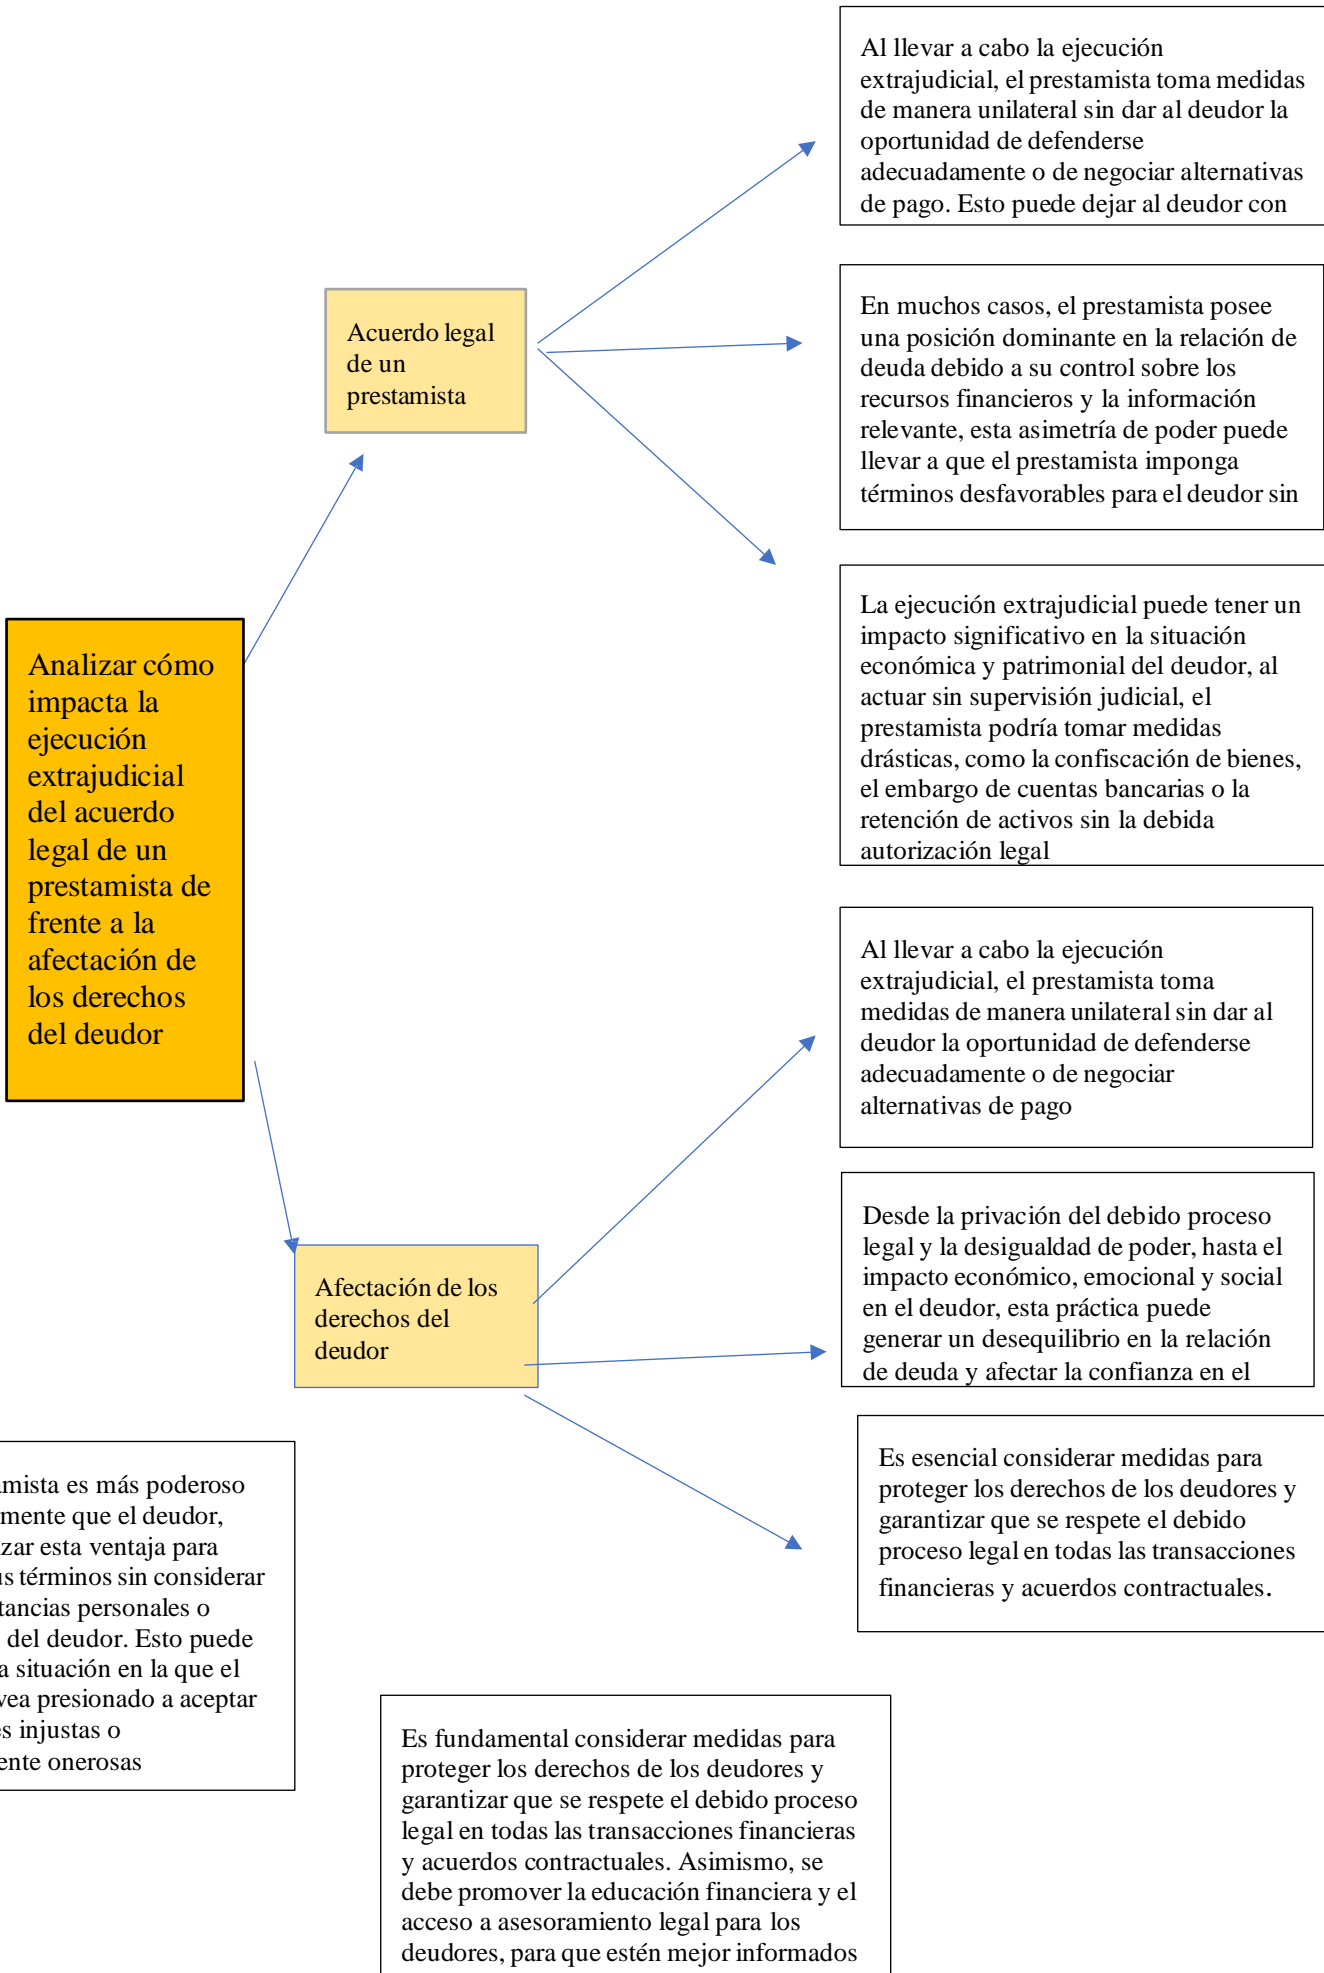 Al llevar a cabo la ejecución
extrajudicial, el prestamista toma medidas
de manera unilateral sin dar al deudor la
oportunidad de defenderse
adecuadamente o de negociar alternativas
de pago. Esto puede dejar al deudor con
Acuerdo legal
de un
prestamista
En muchos casos, el prestamista posee
una posición dominante en la relación de
deuda debido a su control sobre los
recursos financieros y la información
relevante, esta asimetría de poder puede
llevar a que el prestamista imponga
términos desfavorables para el deudor sin
La ejecución extrajudicial puede tener un
impacto significativo en la situación
económica y patrimonial del deudor, al
actuar sin supervisión judicial, el
prestamista podría tomar medidas
drásticas, como la confiscación de bienes,
el embargo de cuentas bancarias o la
retención de activos sin la debida
autorización legal
Analizar cómo
impacta la
ejecución
extrajudicial
del acuerdo
legal de un
prestamista de
frente a la
afectación de
los derechos
del deudor
Al llevar a cabo la ejecución
extrajudicial, el prestamista toma
medidas de manera unilateral sin dar al
deudor la oportunidad de defenderse
adecuadamente o de negociar
alternativas de pago
Afectación de los
derechos del
deudor
Desde la privación del debido proceso
legal y la desigualdad de poder, hasta el
impacto económico, emocional y social
en el deudor, esta práctica puede
generar un desequilibrio en la relación
de deuda y afectar la confianza en el
Es esencial considerar medidas para
proteger los derechos de los deudores y
garantizar que se respete el debido
proceso legal en todas las transacciones
financieras y acuerdos contractuales.
amista es más poderoso
mente que el deudor,
zar esta ventaja para
us términos sin considerar
tancias personales o
del deudor. Esto puede
a situación en la que el
vea presionado a aceptar
es injustas o
ente onerosas
Es fundamental considerar medidas para
proteger los derechos de los deudores y
garantizar que se respete el debido proceso
legal en todas las transacciones financieras
y acuerdos contractuales. Asimismo, se
debe promover la educación financiera y el
acceso a asesoramiento legal para los
deudores, para que estén mejor informados